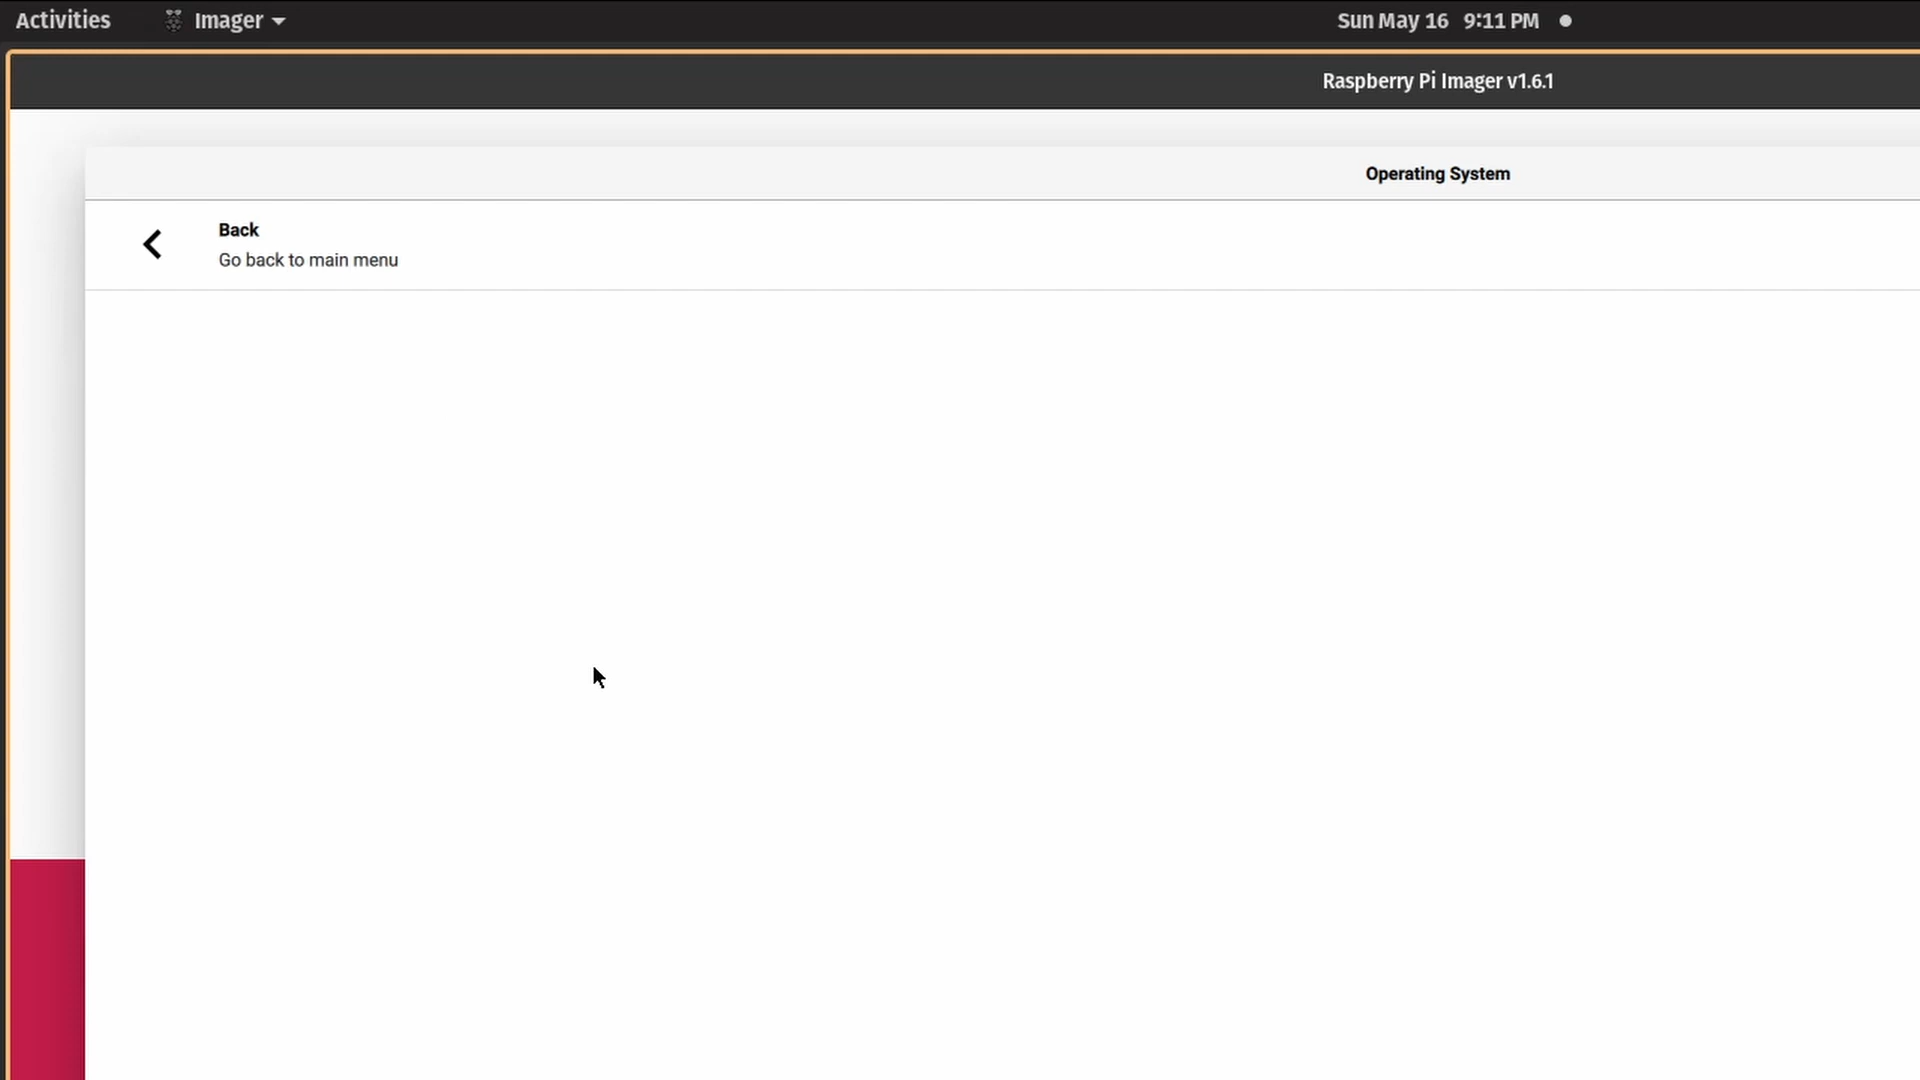 Activities
Imager
Sun May 16 9:11 PM
Raspberry Pi Imager v1.6.1
Operating System
Back
Go back to main menu